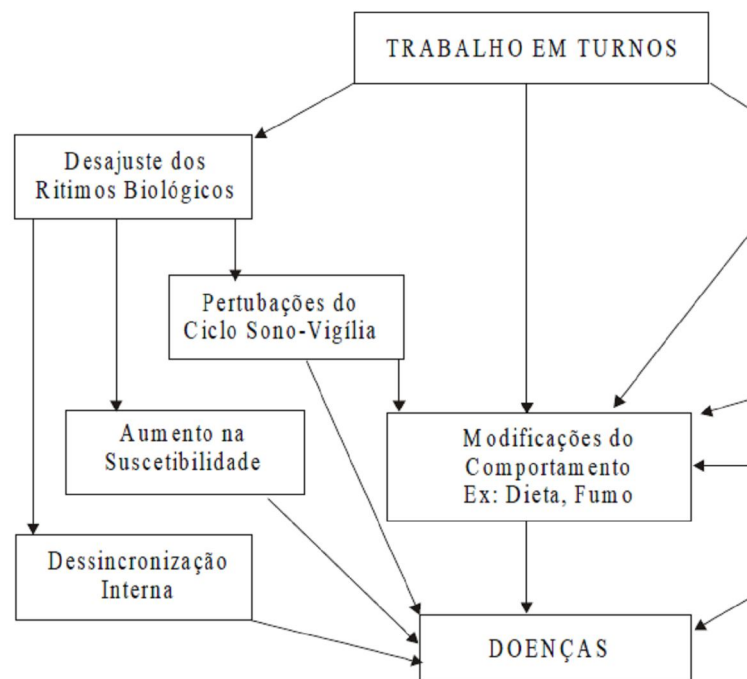 TRABALHO EM TURNOS
Desajuste dos
Ritimos Biológicos
Pertubações do
Ciclo Sono-Vigília
Aumento na
Suscetibilidade
Modificações do
Comportamento
Ex: Dieta, Fumo
Dessincronização
Interna
DOENÇAS